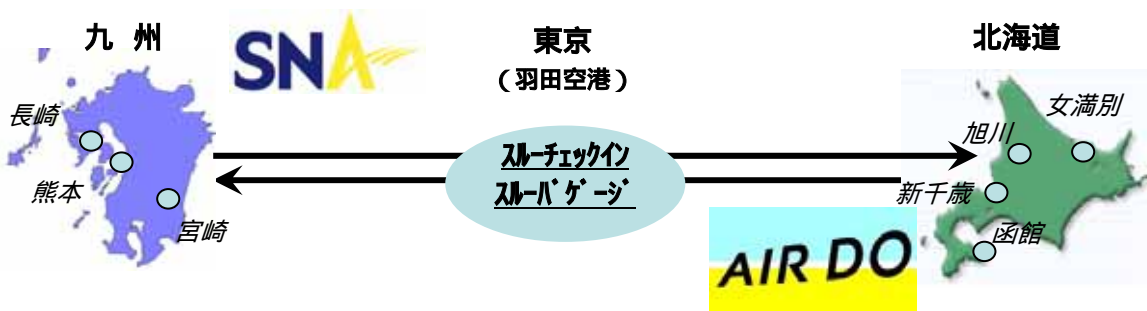 九 州
SNA
東京
（羽田空港）
北海道
長崎
熊本
宮崎
スルーチェックイン
スルーバゲージ
女満別
旭川
新千歳
函館
AIR DO